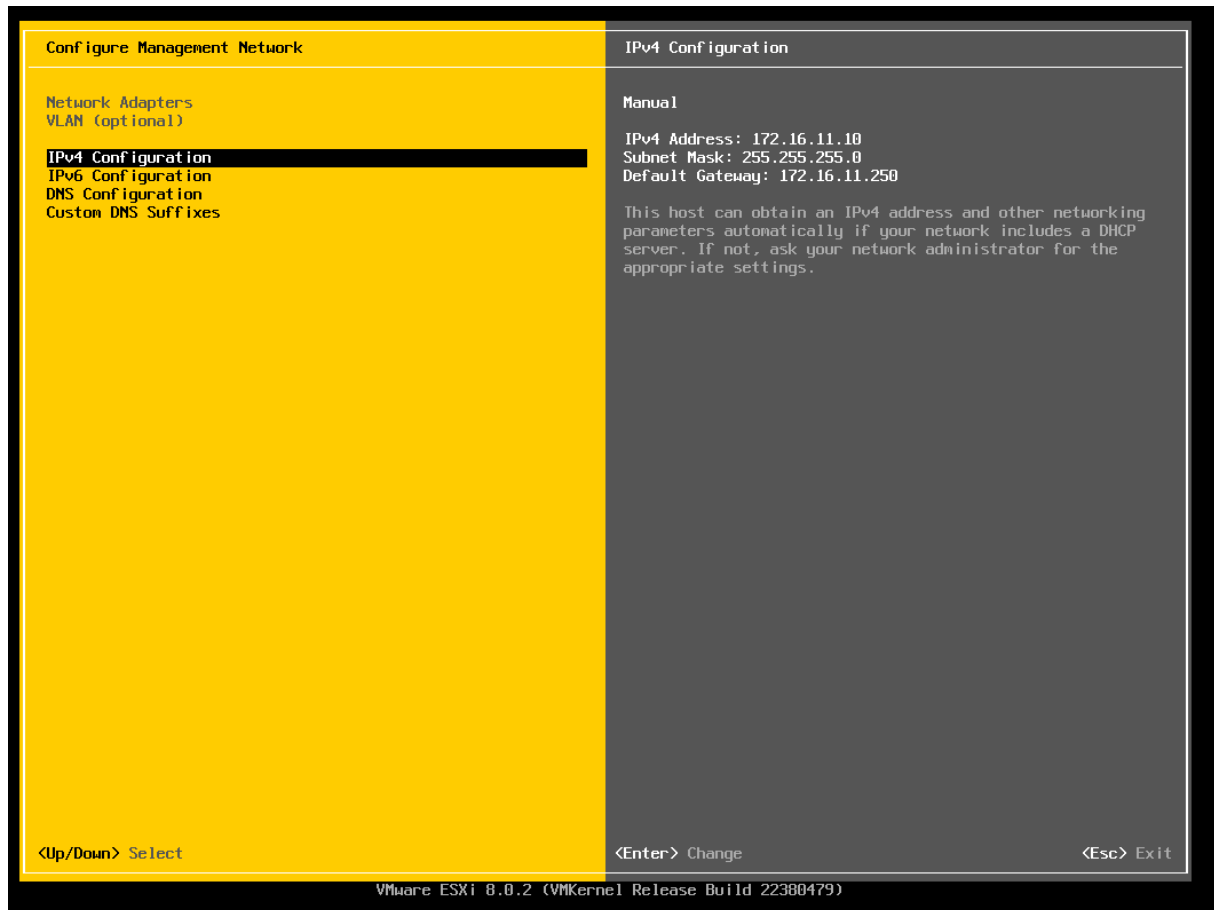 Configure Management Network
Network Adapters
VLAN (optional)
IPv4 Configuration
IPv6 Configuration
DNS Configuration
Custom DNS Suffixes
<Up/Down> Select
IPv4 Configuration
Manual
IPv4 Address: 172.16.11.10
Subnet Mask: 255.255.255.0
Default Gateway: 172.16.11.250
This host can obtain an IPv4 address and other networking
parameters automatically if your network includes a DHCP
server. If not, ask your network administrator for the
appropriate settings.
<Enter> Change
<Esc> Exit
VMware ESXi 8.0.2 (VMKernel Release Build 22380479)